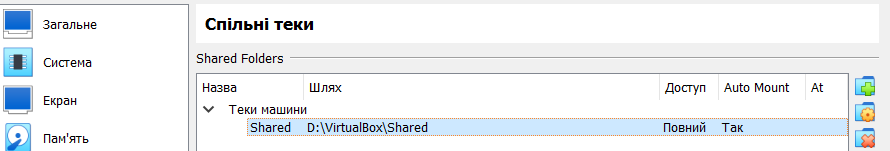 Загальне
Система
Екран
Пам'ять
Спільні теки
Shared Folders
Назва Шлях Доступ Auto Mount At
Теки машини
Shared D:\VirtualBox\Shared Повний Так